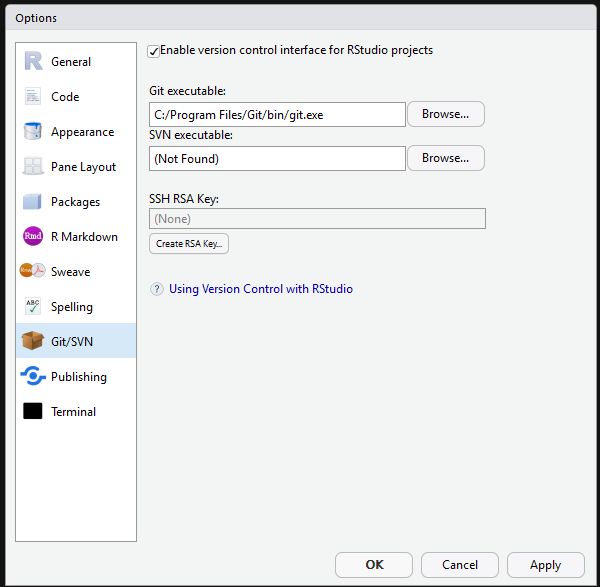 Options
General
Code
Appearance
Pane Layout
Packages
Rmd R Markdown
Sweave
ABC Spelling
Git/SVN
Publishing
Terminal
Enable version control interface for RStudio projects
Git executable:
C:/Program Files/Git/bin/git.exe Browse...
SVN executable:
(Not Found) Browse...
SSH RSA Key:
(None)
Create RSA Key...
? Using Version Control with RStudio
OK Cancel Apply